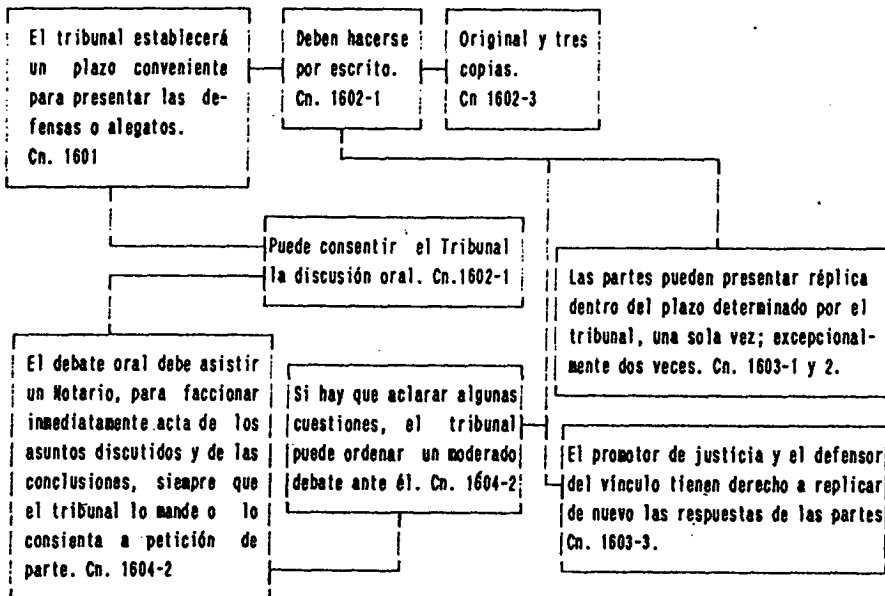 El tribunal establecerá
un plazo conveniente
para presentar las de-
fensas o alegatos.
Cn. 1601
Deben hacerse
por escrito.
Cn. 1602-1
Original y tres
copias.
Cn 1602-3
Puede consentir el Tribunal
la discusión oral. Cn.1602-1
Las partes pueden presentar réplica
dentro del plazo determinado por el
tribunal, una sola vez; excepcional-
mente dos veces. Cn. 1603-1 y 2.
El debate oral debe asistir
un Notario, para faccionar
inmediatamente acta de los
asuntos discutidos y de las
conclusiones, siempre que
el tribunal lo mande o lo
consienta a petición de
parte. Cn. 1604-2
Si hay que aclarar algunas
cuestiones, el tribunal
puede ordenar un moderado
debate ante él. Cn. 1604-2
El promotor de justicia y el defensor
del vínculo tienen derecho a replicar
de nuevo las respuestas de las partes
Cn. 1603-3.